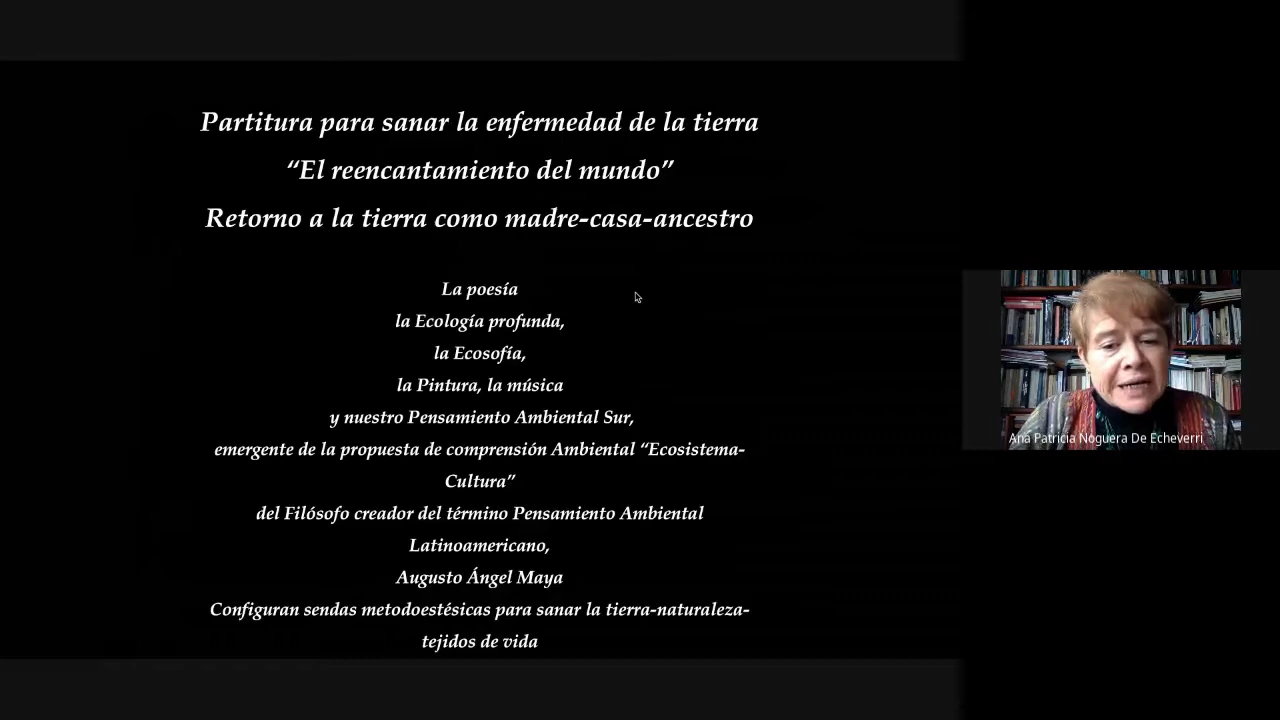 Partitura para sanar la enfermedad de la tierra
“El reencantamiento del mundo”
Retorno a la tierra como madre-casa-ancestro
La poesía
la Ecología profunda,
la Ecosofía,
la Pintura, la música
y nuestro Pensamiento Ambiental Sur,
emergente de la propuesta de comprensión Ambiental “Ecosistema-
Cultura”
del Filósofo creador del término Pensamiento Ambiental
Latinoamericano,
Augusto Ángel Maya
Configuran sendas metodoestésicas para sanar la tierra-naturaleza-
tejidos de vida
Ana Patricia Noguera De Echeverri